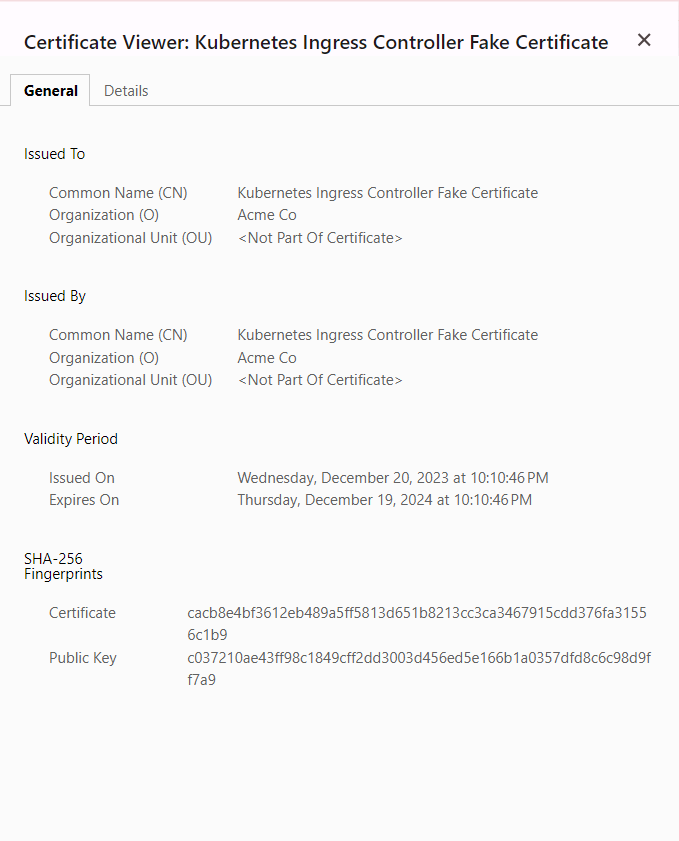 Certificate Viewer: Kubernetes Ingress Controller Fake Certificate
General Details
Issued To
Common Name (CN) Kubernetes Ingress Controller Fake Certificate
Organization (O) Acme Co
Organizational Unit (OU) <Not Part Of Certificate>
Issued By
Common Name (CN) Kubernetes Ingress Controller Fake Certificate
Organization (O) Acme Co
Organizational Unit (OU) <Not Part Of Certificate>
Validity Period
Issued On Wednesday, December 20, 2023 at 10:10:46 PM
Expires On Thursday, December 19, 2024 at 10:10:46 PM
SHA-256
Fingerprints
Certificate cacb8e4bf3612eb489a5ff5813d651b8213cc3ca3467915cdd376fa3155
6c1b9
Public Key c037210ae43ff98c1849cff2dd3003d456ed5e166b1a0357dfd8c6c98d9f
f7a9